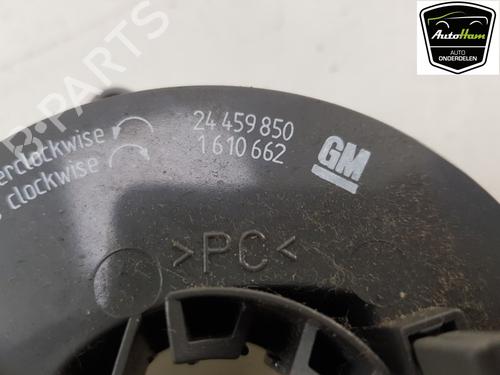 AutoHam
AUTO
ONDERDELEN
B-PARTS
erclockwise
clockwise
24 459 850
1 610 662
GM
>PC<